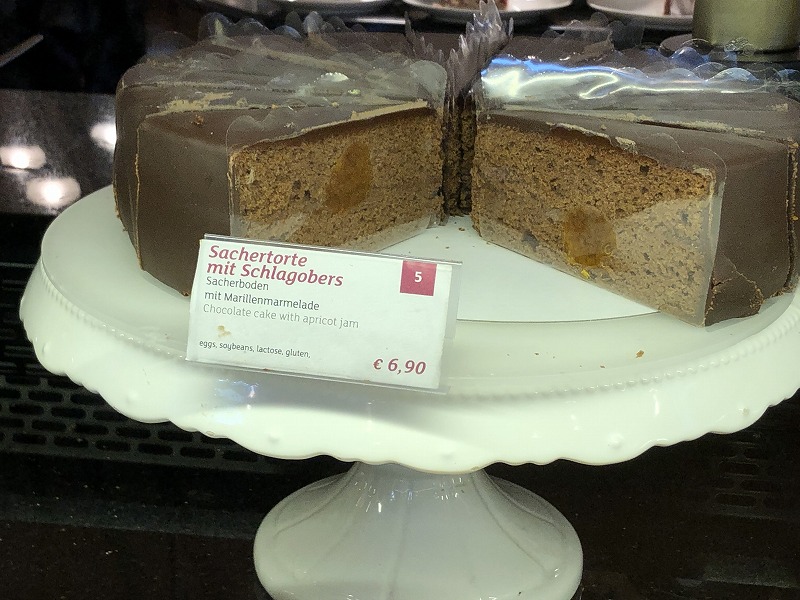 Sachertorte
mit Schlagobers
5
Sacherboden
mit Marillenmarmelade
Chocolate cake with apricot jam
eggs, soybeans, lactose, gluten,
€ 6,90